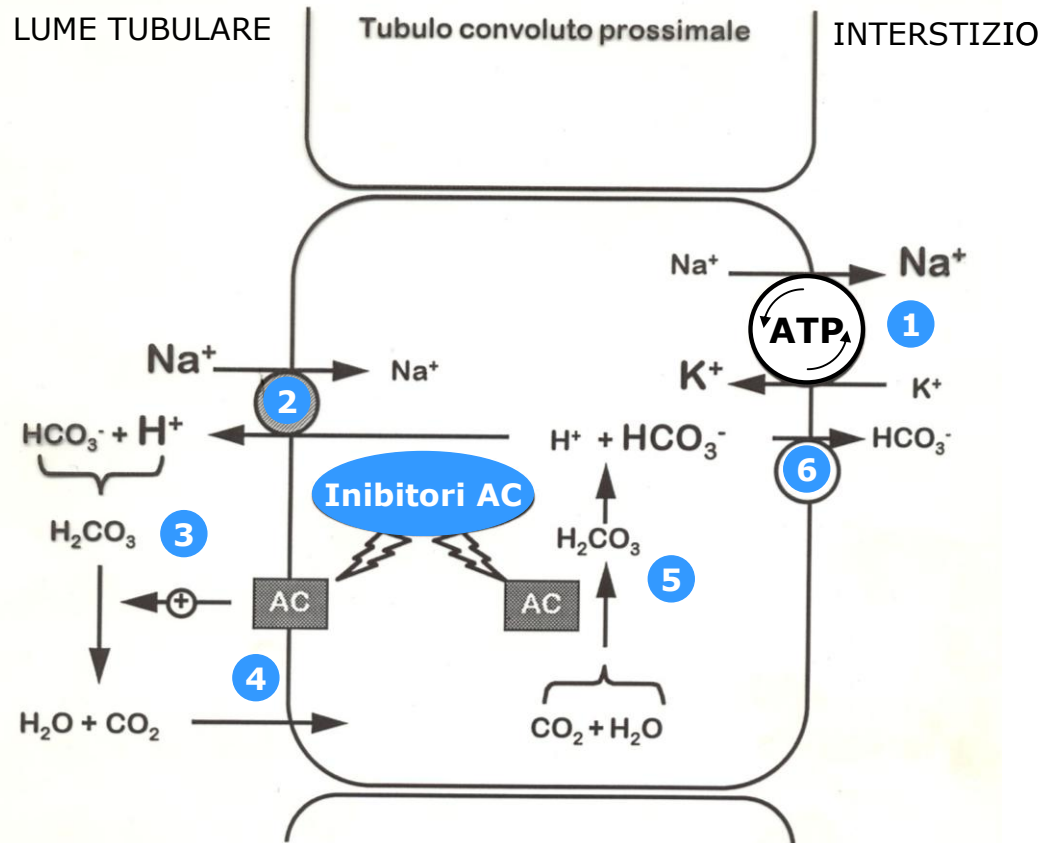 LUME TUBULARE
Tubulo convoluto prossimale
INTERSTIZIO
Na⁺
Na⁺
ATP
1
K⁺
K⁺
Na⁺
Na⁺
2
HCO₃⁻ + H⁺
H⁺ + HCO₃⁻
HCO₃⁻
6
Inibitori AC
H₂CO₃
3
H₂CO₃
5
+
AC
AC
4
H₂O + CO₂
CO₂ + H₂O